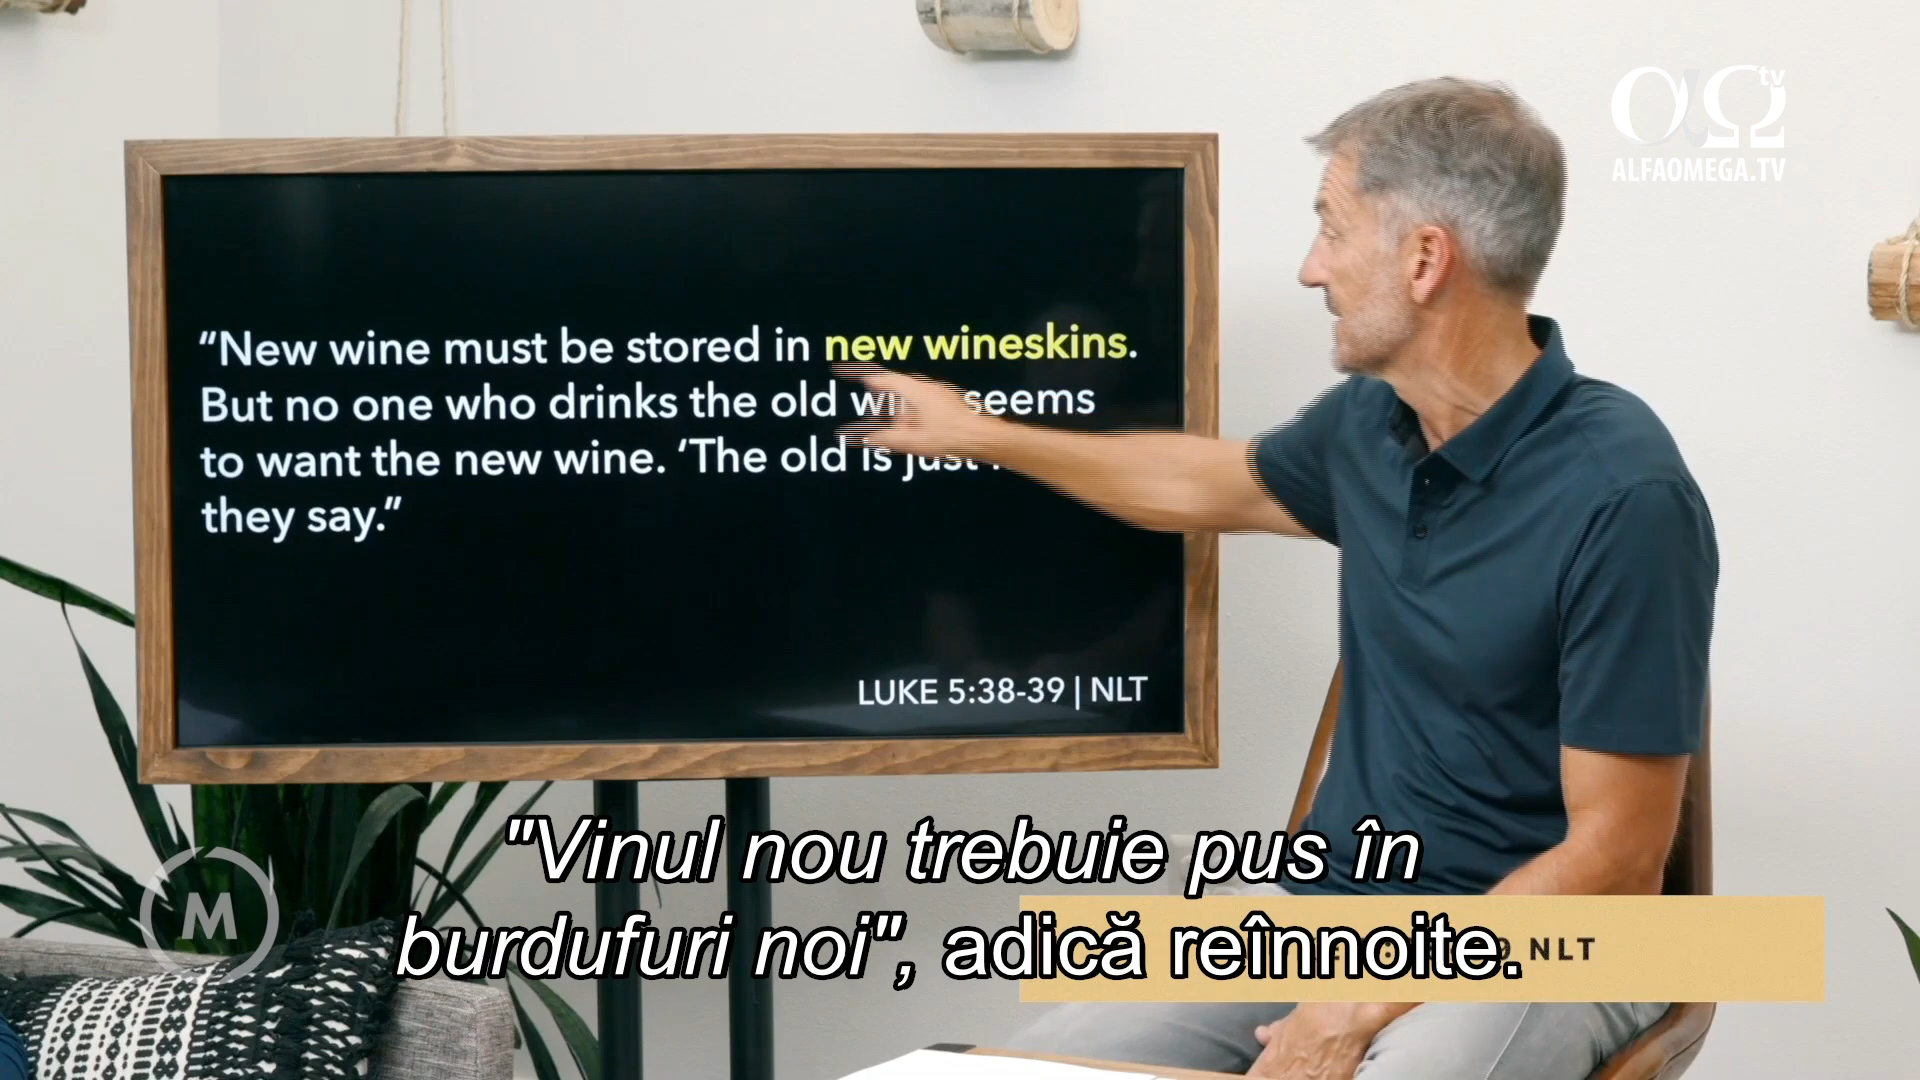 tv
ALFAOMEGA.TV
“New wine must be stored in new wineskins.
But no one who drinks the old seems
to want the new wine. ‘The old is just
they say.”
LUKE 5:38-39 | NLT
"Vinul nou trebuie pus în
burdufuri noi", adică reînnoite.
NLT
M